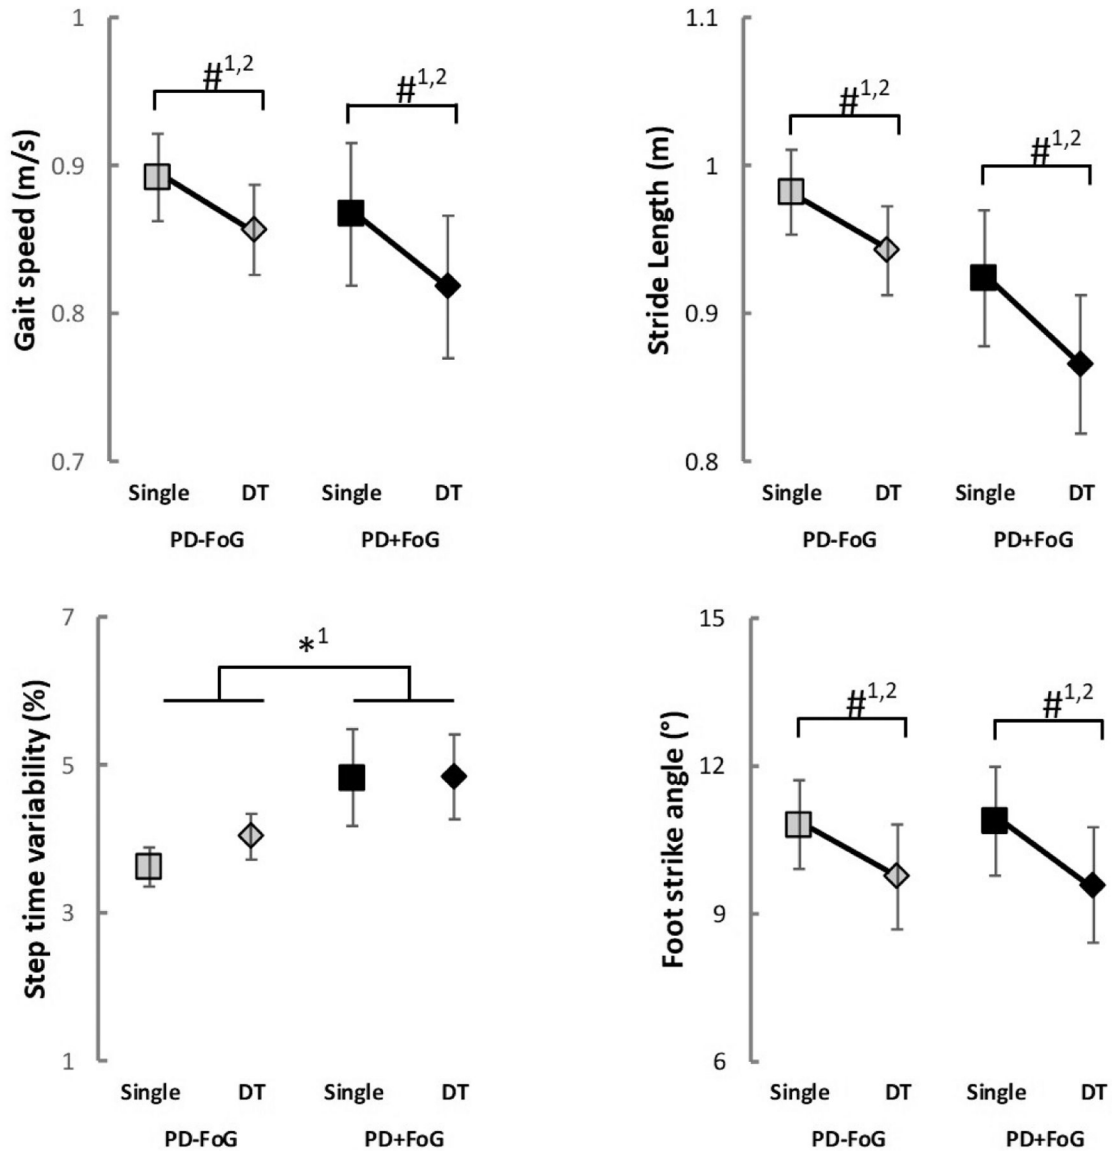 Gait speed (m/s)
1
0.9
0.8
0.7
#1,2
#1,2
Single DT Single DT
PD-FoG PD+FoG
Stride Length (m)
1.1
1
0.9
0.8
#1,2
#1,2
Single DT Single DT
PD-FoG PD+FoG
Step time variability (%)
7
5
3
1
*1
Single DT Single DT
PD-FoG PD+FoG
Foot strike angle (°)
15
12
9
6
#1,2
#1,2
Single DT Single DT
PD-FoG PD+FoG